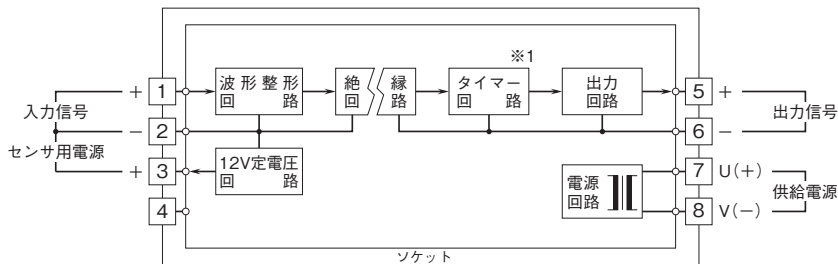 ※1
波形整形
回路
絶縁
回路
タイマー
回路
出力
回路
+ 1
入力信号
− 2
センサ用電源
+ 3
4
12V定電圧
回路
電源
回路
5 +
出力信号
6 −
7 U(+)
供給電源
8 V(−)
ソケット